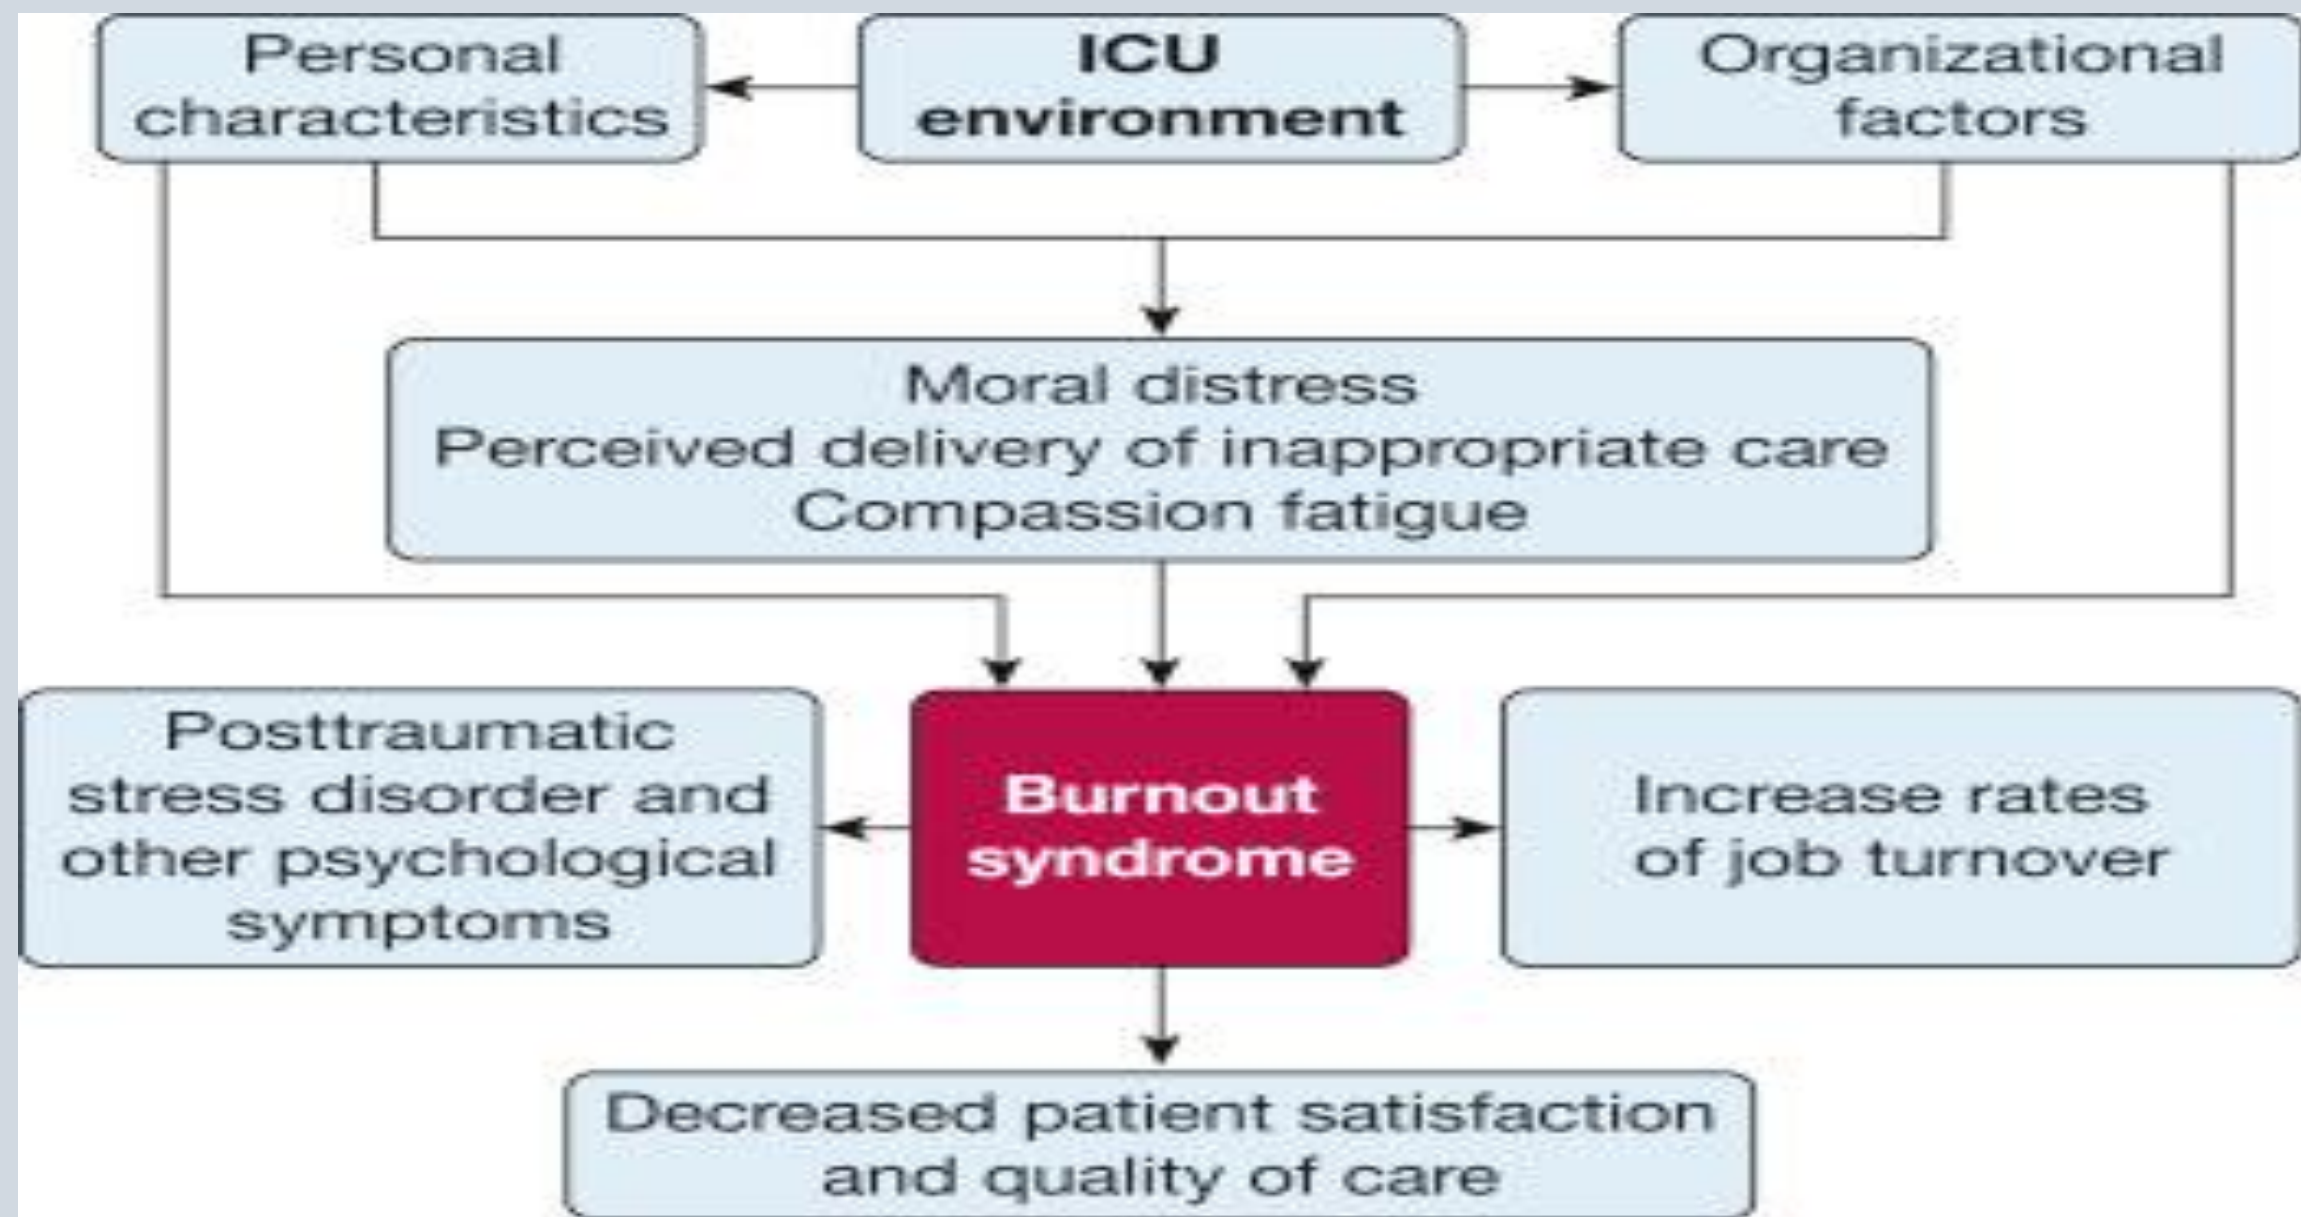 Personal
characteristics
ICU
environment
Organizational
factors
Moral distress
Perceived delivery of inappropriate care
Compassion fatigue
Posttraumatic
stress disorder and
other psychological
symptoms
Burnout
syndrome
Increase rates
of job turnover
Decreased patient satisfaction
and quality of care